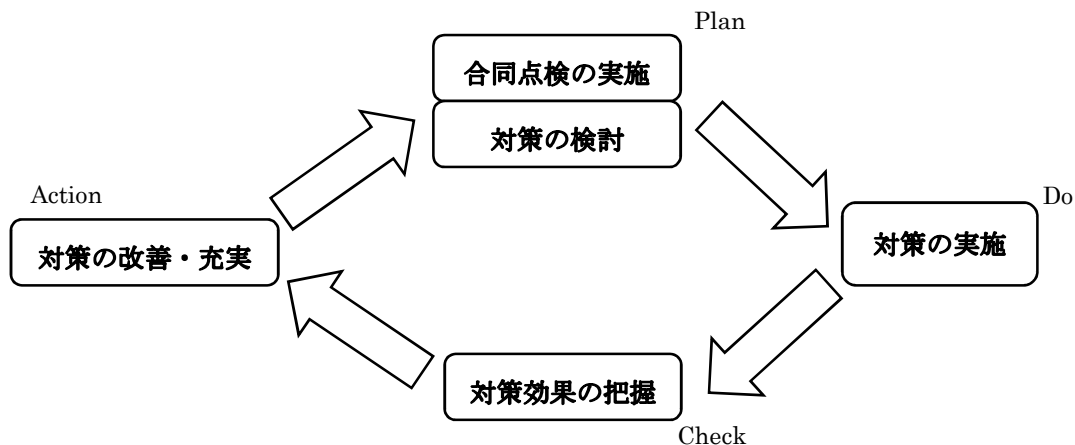 Plan
合同点検の実施
対策の検討
Action
Do
対策の改善・充実
対策の実施
対策効果の把握
Check